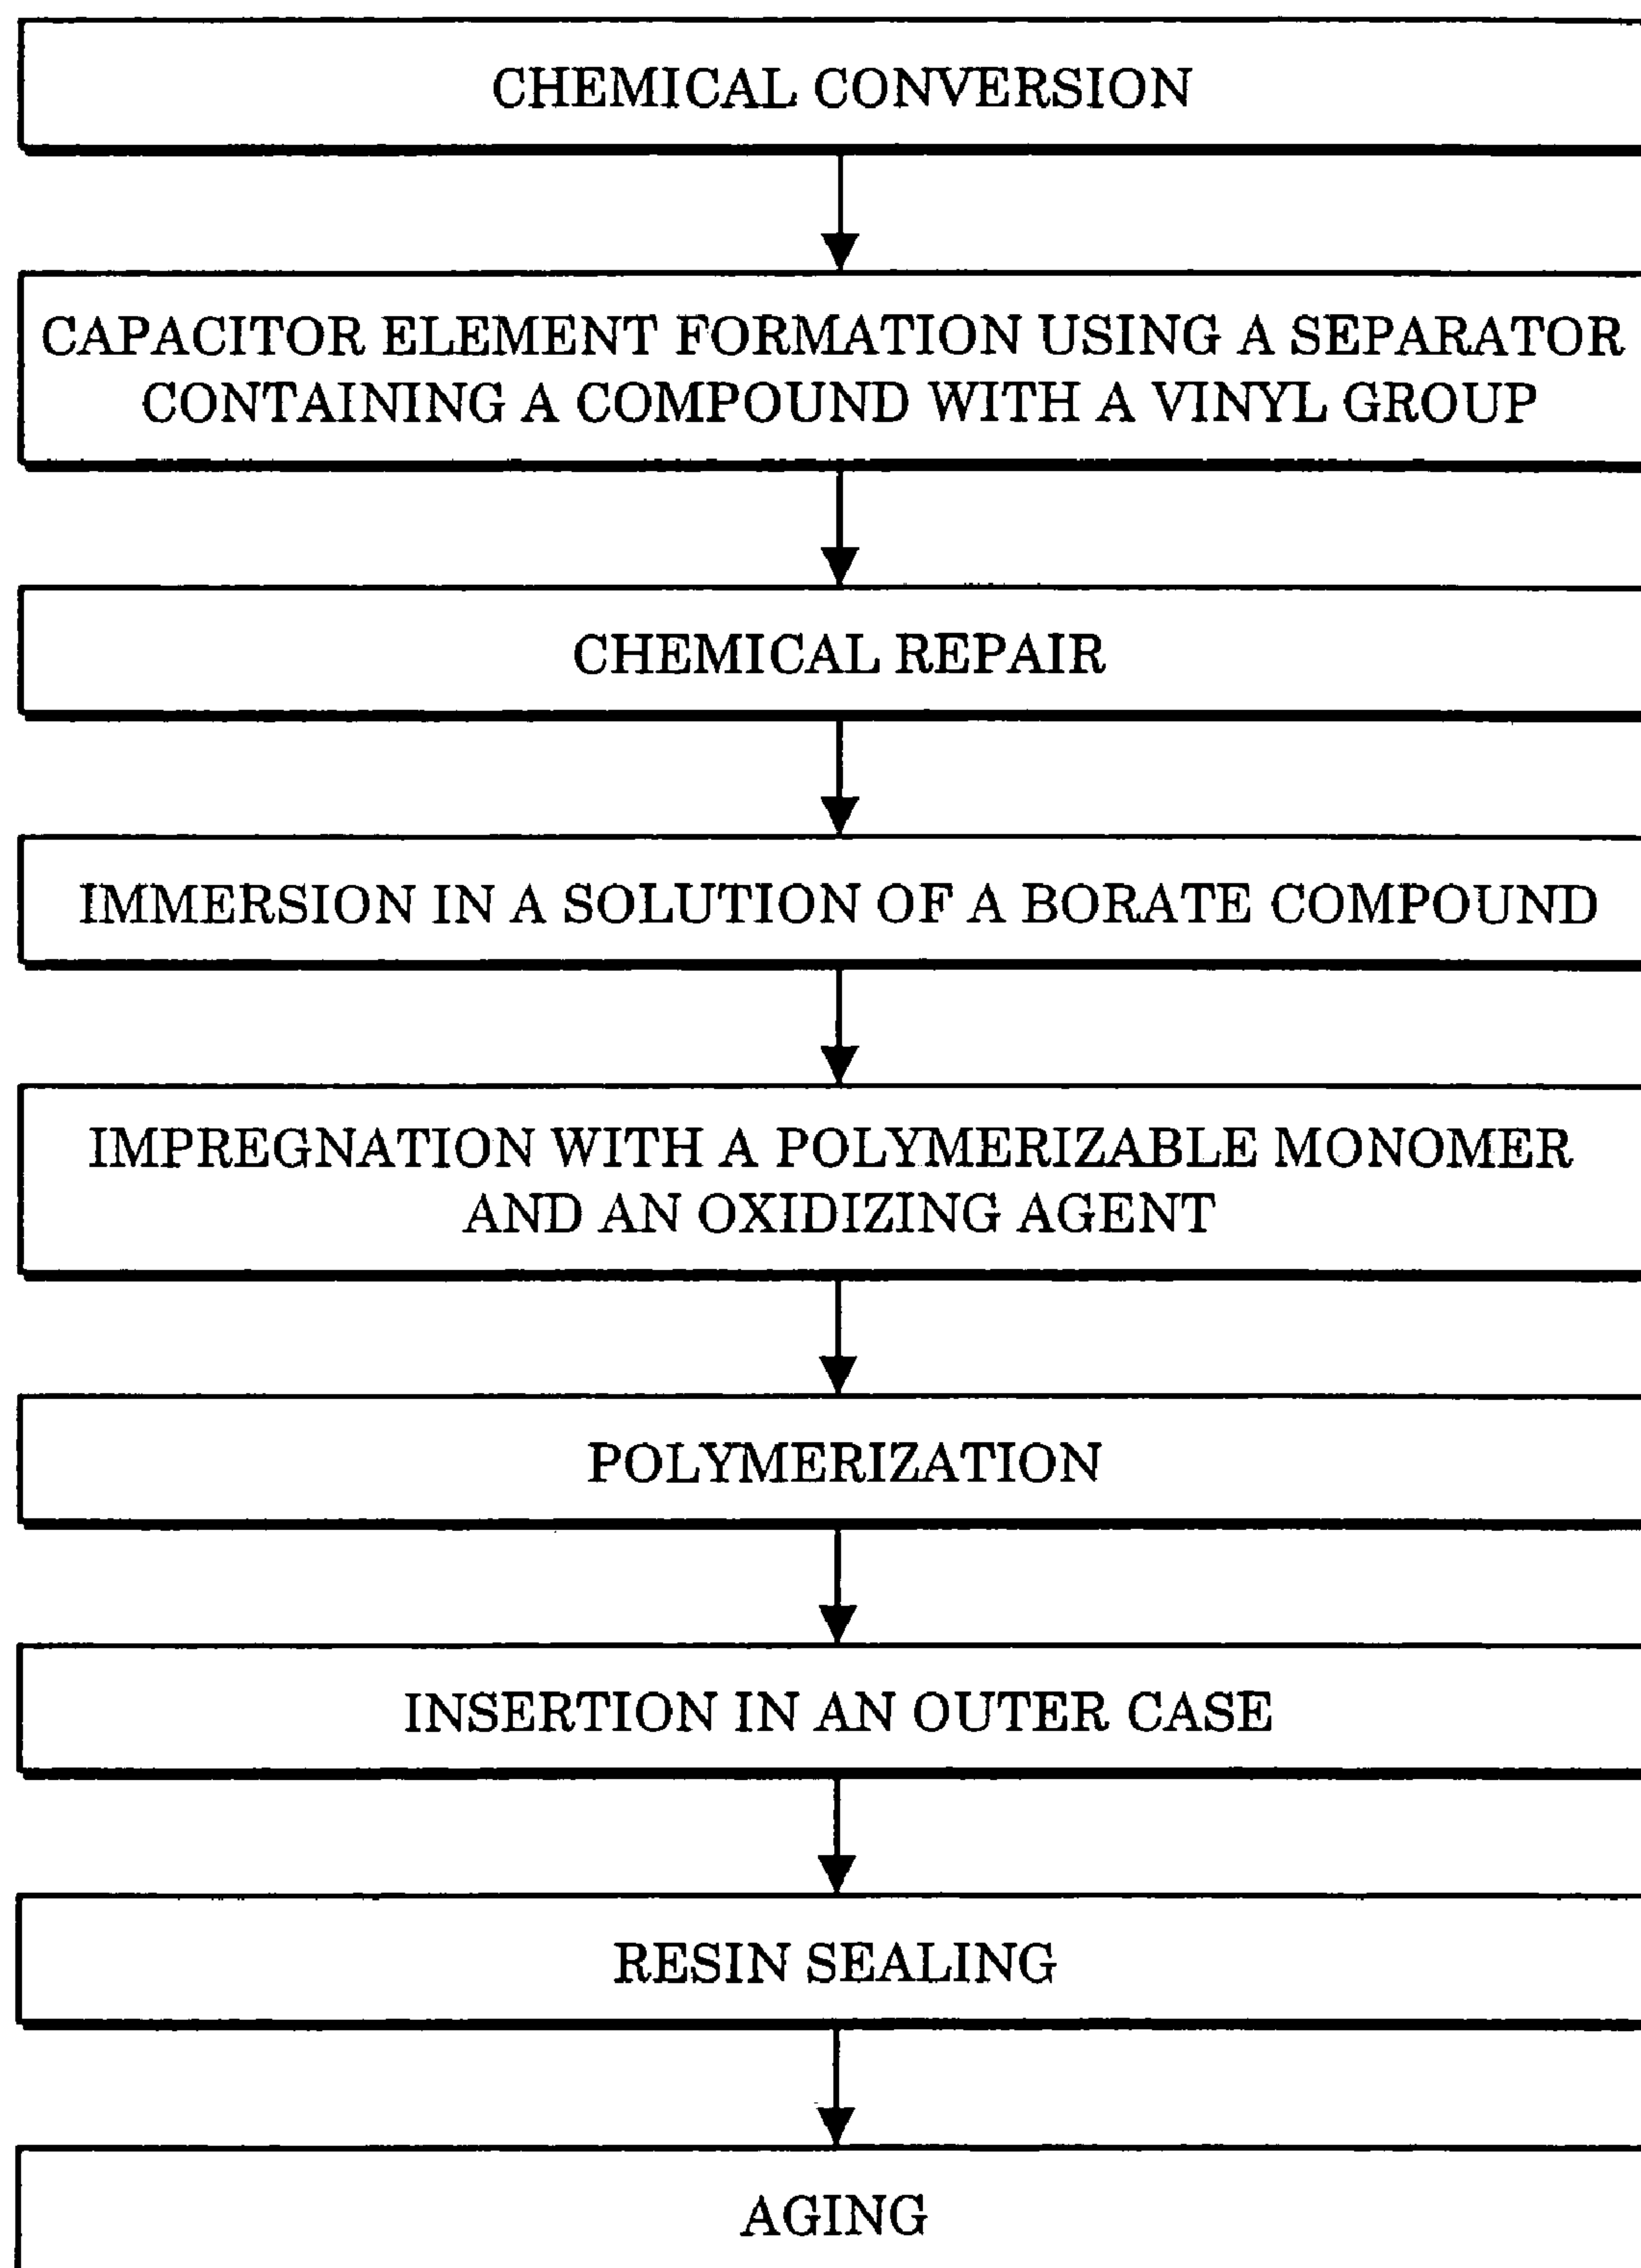 CHEMICAL CONVERSION
CAPACITOR ELEMENT FORMATION USING A SEPARATOR
CONTAINING A COMPOUND WITH A VINYL GROUP
CHEMICAL REPAIR
IMMERSION IN A SOLUTION OF A BORATE COMPOUND
IMPREGNATION WITH A POLYMERIZABLE MONOMER
AND AN OXIDIZING AGENT
POLYMERIZATION
INSERTION IN AN OUTER CASE
RESIN SEALING
AGING